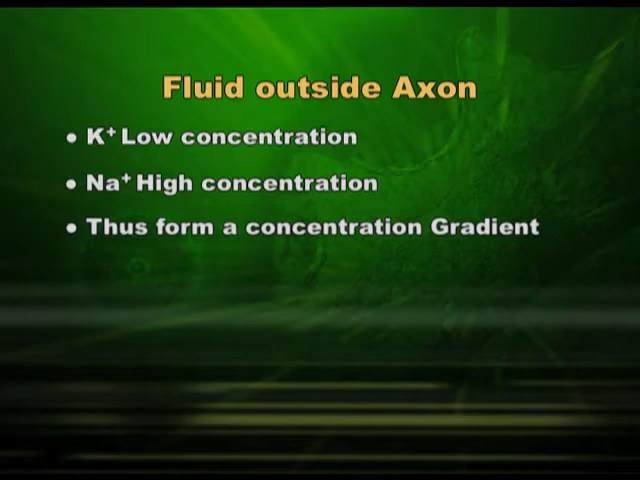 Fluid outside Axon
• K⁺ Low concentration
• Na⁺ High concentration
• Thus form a concentration Gradient